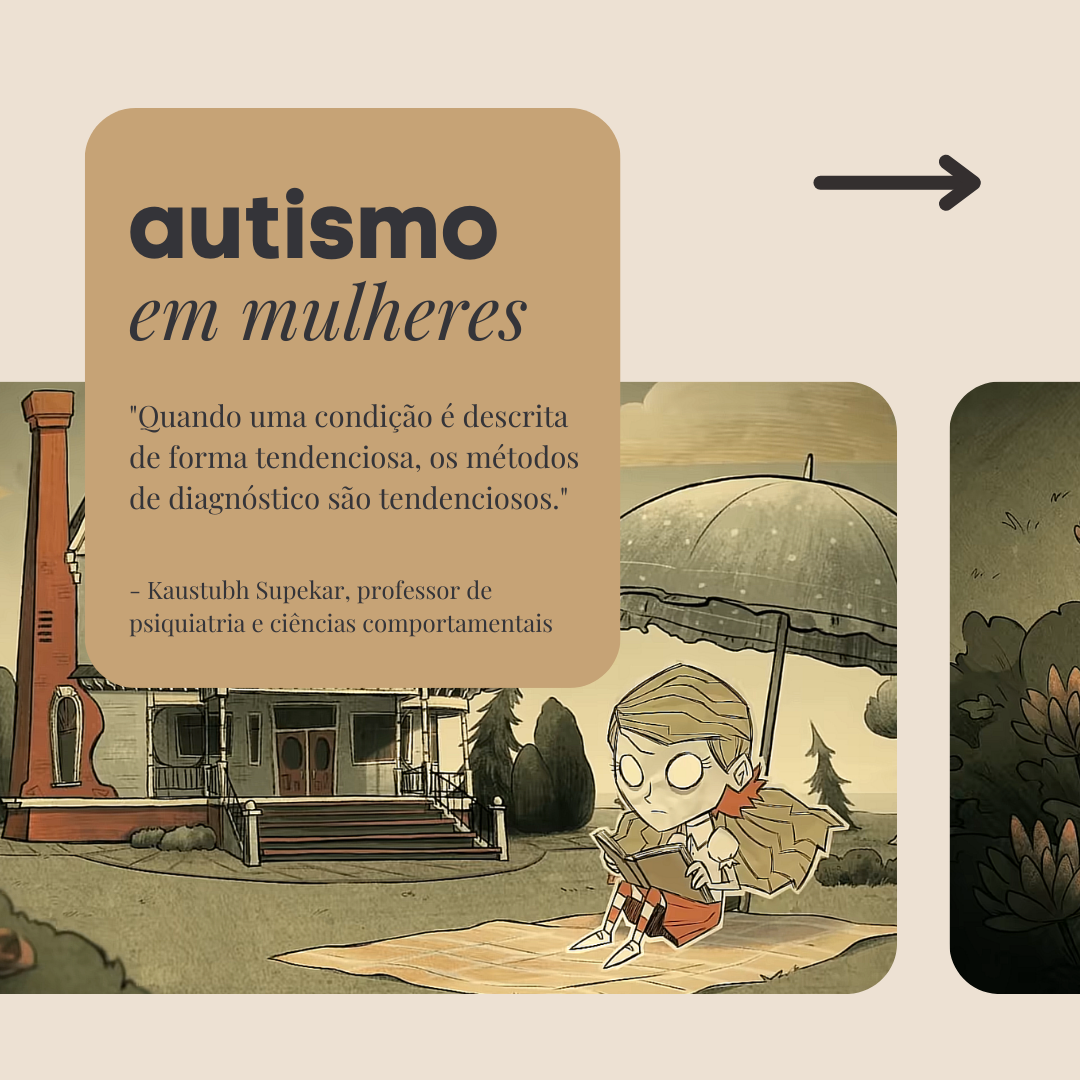 autismo
em mulheres
"Quando uma condição é descrita
de forma tendenciosa, os métodos
de diagnóstico são tendenciosos."
- Kaustubh Supekar, professor de
psiquiatria e ciências comportamentais